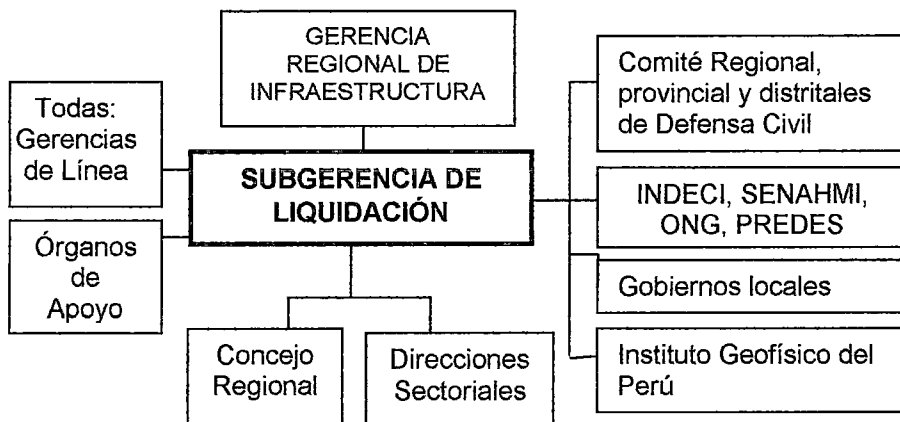 GERENCIA
REGIONAL DE
INFRAESTRUCTURA
Todas:
Gerencias
de Línea
SUBGERENCIA DE
LIQUIDACIÓN
Órganos
de
Apoyo
Concejo
Regional
Direcciones
Sectoriales
Comité Regional,
provincial y distritales
de Defensa Civil
INDECI, SENAHMI,
ONG, PREDES
Gobiernos locales
Instituto Geofísico del
Perú